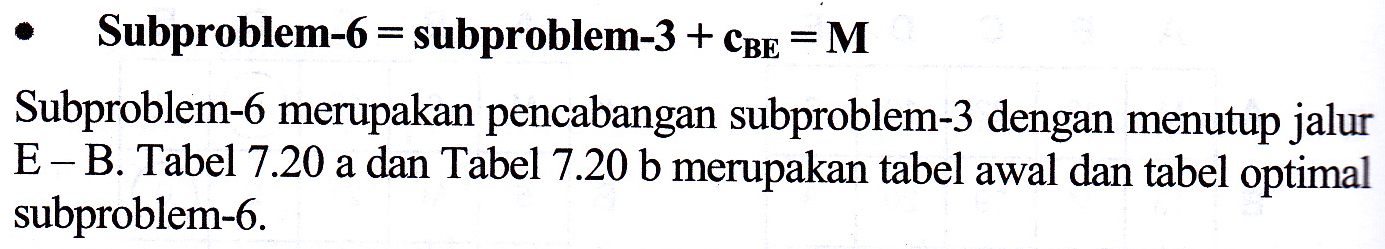 • Subproblem-6 = subproblem-3 + cBE = M
Subproblem-6 merupakan pencabangan subproblem-3 dengan menutup jalur
E – B. Tabel 7.20 a dan Tabel 7.20 b merupakan tabel awal dan tabel optimal
subproblem-6.